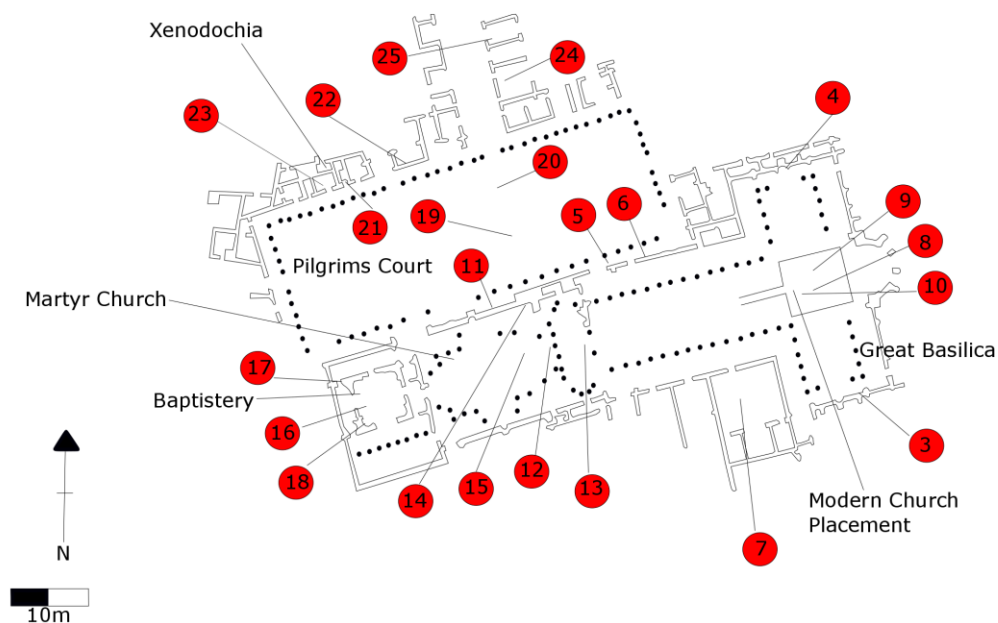 Xenodochia
25
24
22
4
23
20
9
6
5
19
21
8
Pilgrims Court
11
10
Martyr Church
Great Basilica
17
Baptistery
16
3
12
18
15
13
14
Modern Church
Placement
7
N
10m